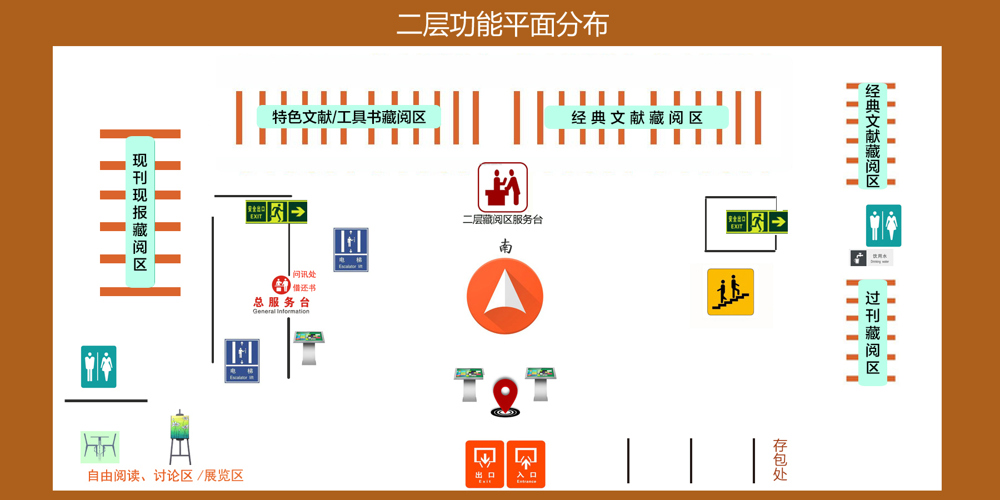 二层功能平面分布
特色文献/工具书藏阅区
经典文献藏阅区
经典文献藏阅区
现刊现报藏阅区
二层藏阅区服务台
安全出口
EXIT
安全出口
EXIT
电 梯
Escalator lift
南
饮用水
Drinking water
问讯处
借还书
总服务台
General Information
过刊藏阅区
电 梯
Escalator lift
出口
Exit
入口
Entrance
存包处
自由阅读、讨论区 /展览区